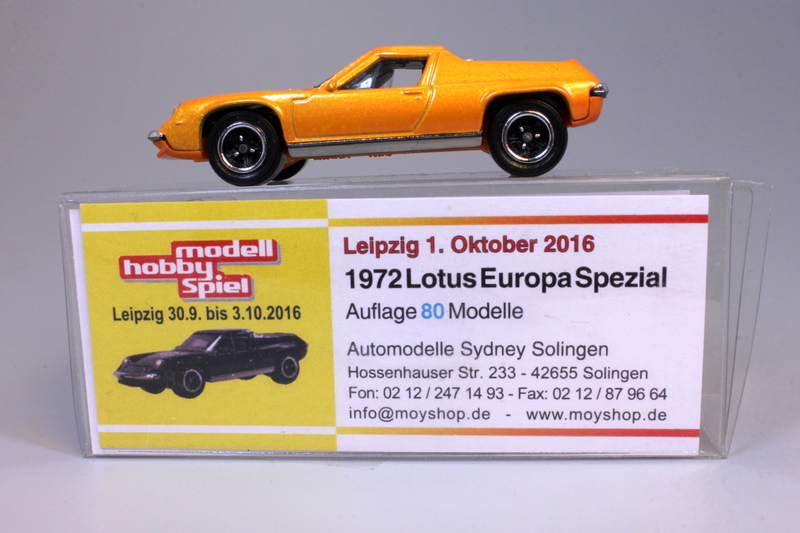 modell
hobby
Spiel
Leipzig 30.9. bis 3.10.2016
Leipzig 1. Oktober 2016
1972 Lotus Europa Spezial
Auflage 80 Modelle
Automodelle Sydney Solingen
Hossenhauser Str. 233 - 42655 Solingen
Fon: 02 12 / 247 14 93 - Fax: 02 12 / 87 96 64
info@moyshop.de - www.moyshop.de